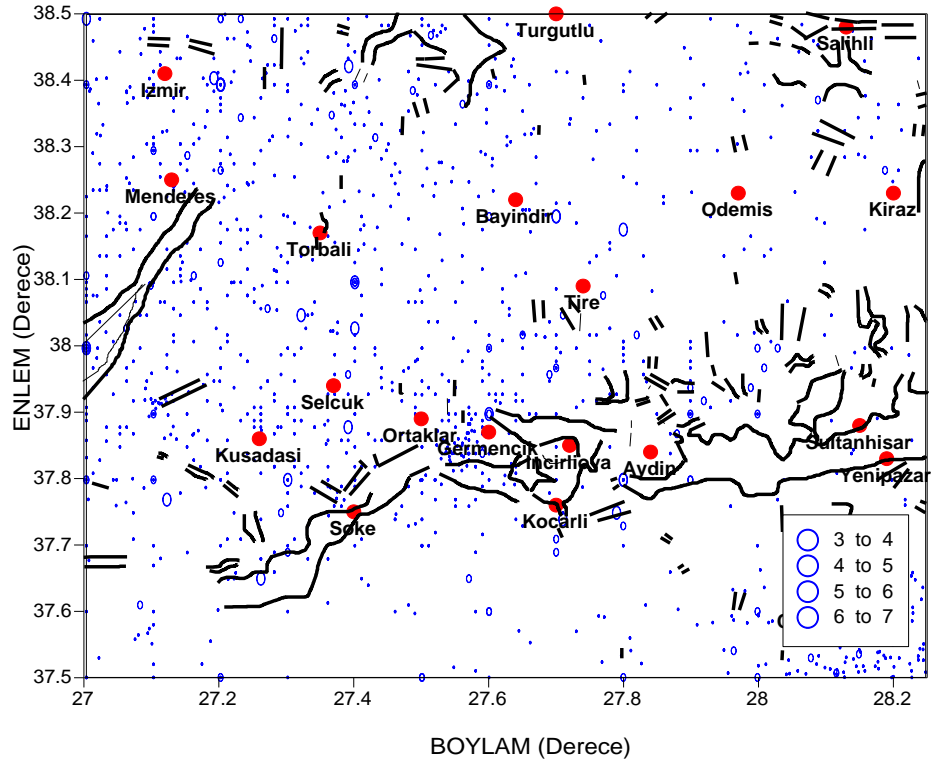 38.5
38.4
38.3
38.2
38.1
38
37.9
37.8
37.7
37.6
37.5
ENLEM (Derece)
Turgutlu
Salihli
Izmir
Menderes
Bayindir
Odemis
Kiraz
Torbali
Tire
Selcuk
Ortaklar
Kusadasi
Germencik
Incirliova
Aydin
Sultanhisar
Yenipazar
Soke
Kocarli
3 to 4
4 to 5
5 to 6
6 to 7
27
27.2
27.4
27.6
27.8
28
28.2
BOYLAM (Derece)